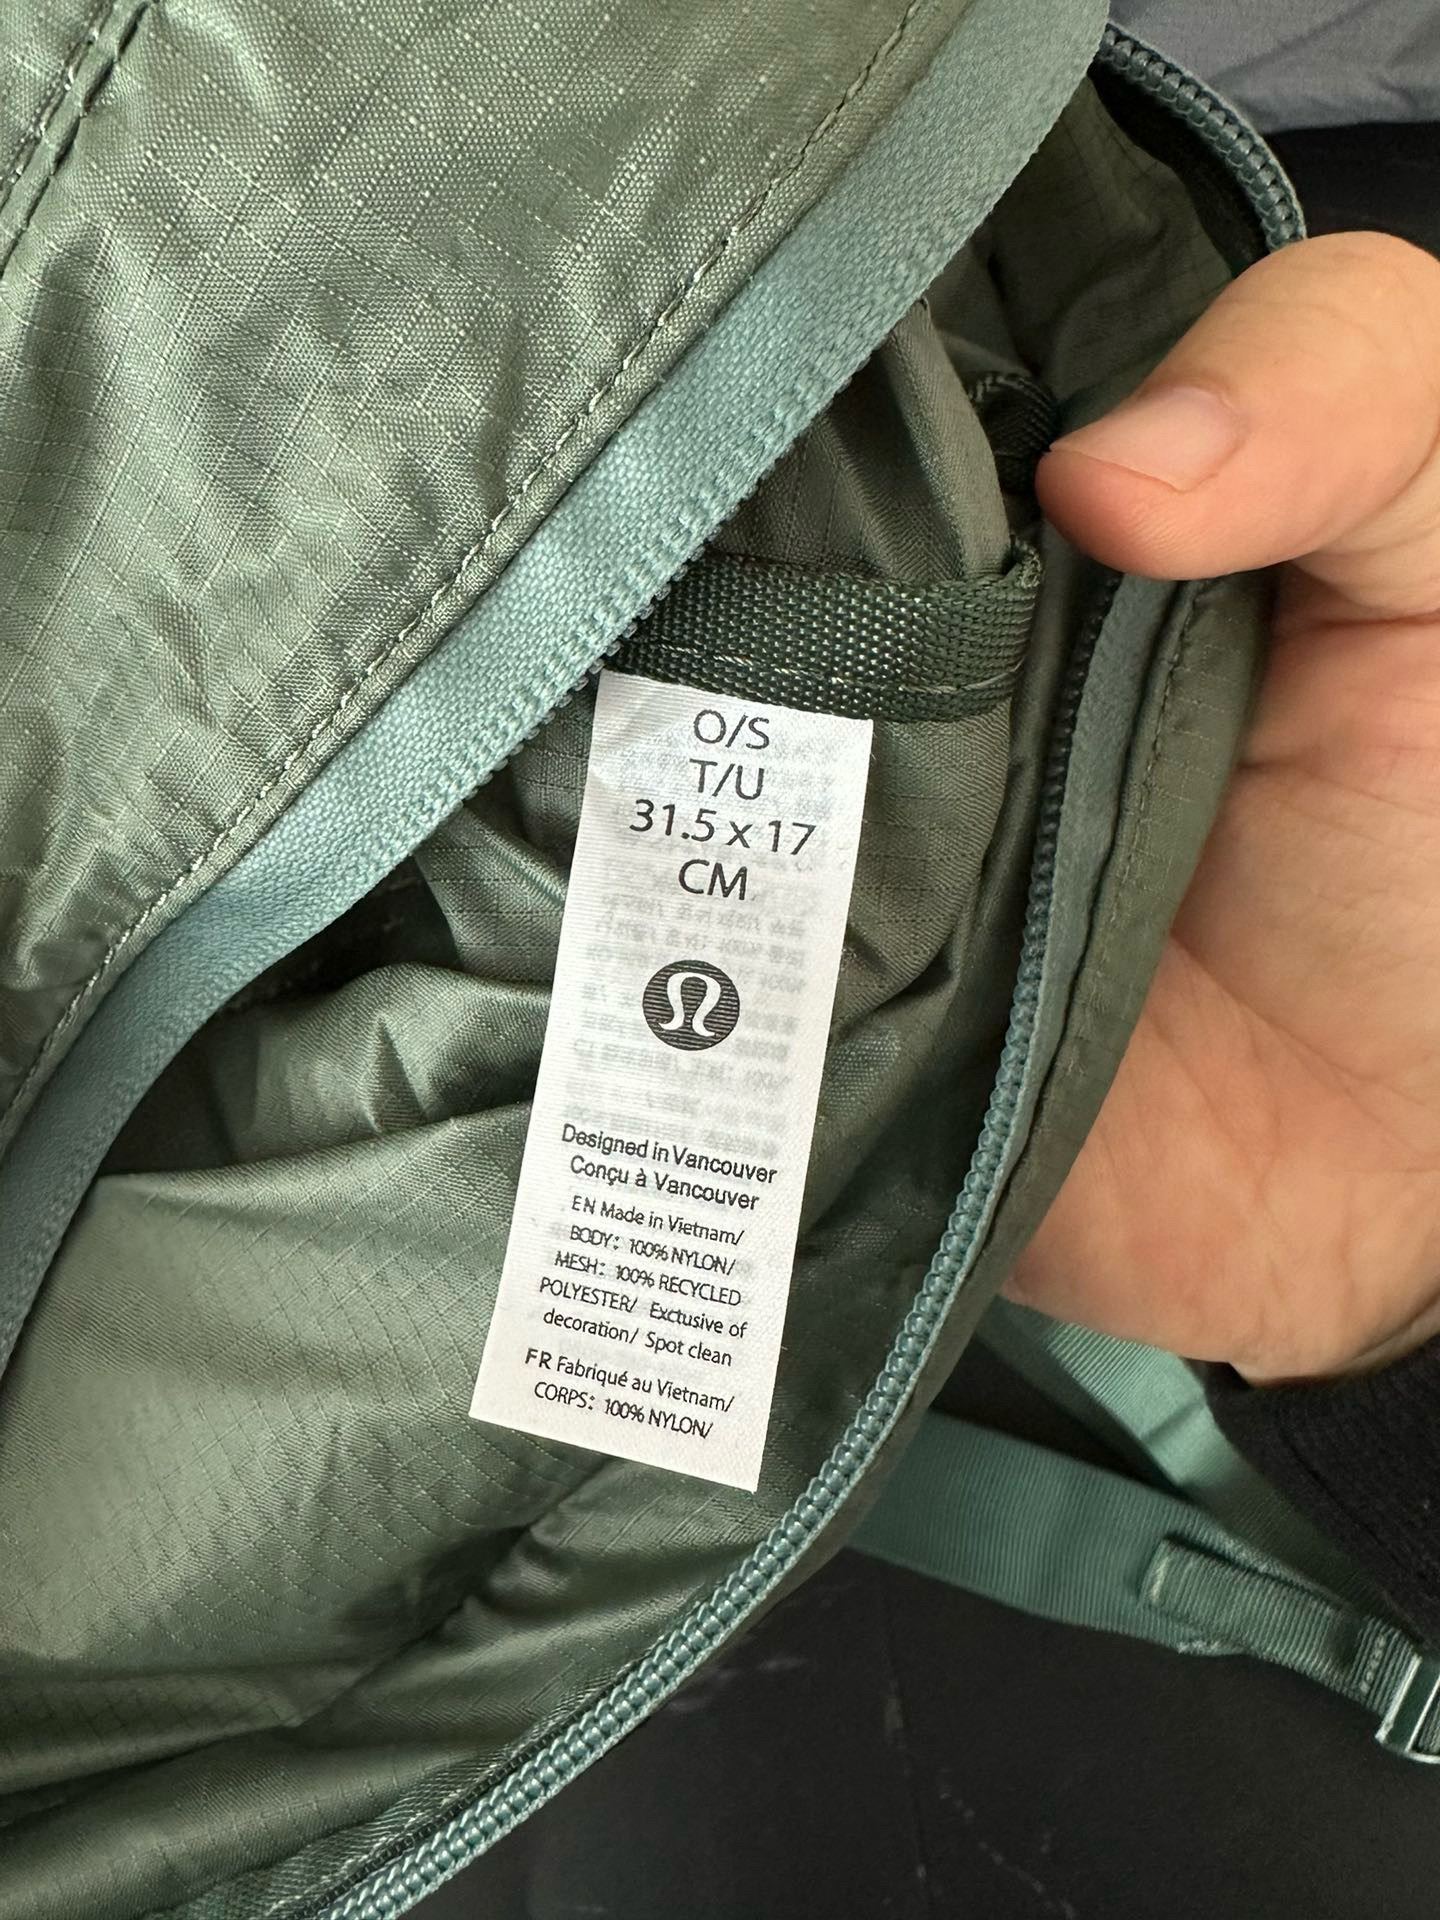 O/S
T/U
31.5 x 17
CM
Designed in Vancouver
Conçu à Vancouver
EN Made in Vietnam/
BODY: 100% NYLON/
MESH: 100% RECYCLED
POLYESTER/ Exclusive of
decoration/ Spot clean
FR Fabriqué au Vietnam/
CORPS: 100% NYLON/